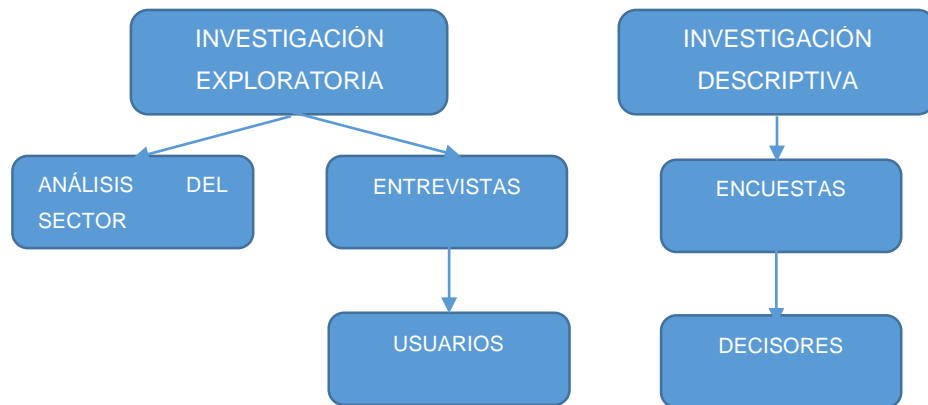 INVESTIGACIÓN
EXPLORATORIA
INVESTIGACIÓN
DESCRIPTIVA
ANÁLISIS DEL
SECTOR
ENTREVISTAS
ENCUESTAS
USUARIOS
DECISORES